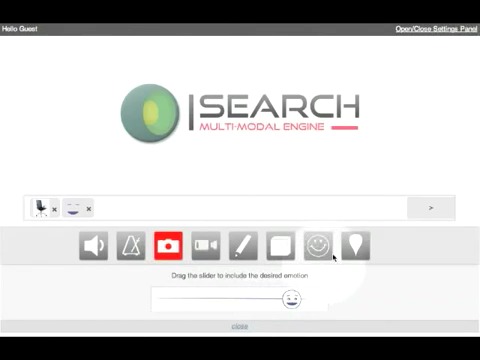 Hello Guest
Open/Close Settings Panel
|SEARCH
MULTI-MODAL ENGINE
x
x
>
Drag the slider to include the desired emotion
close